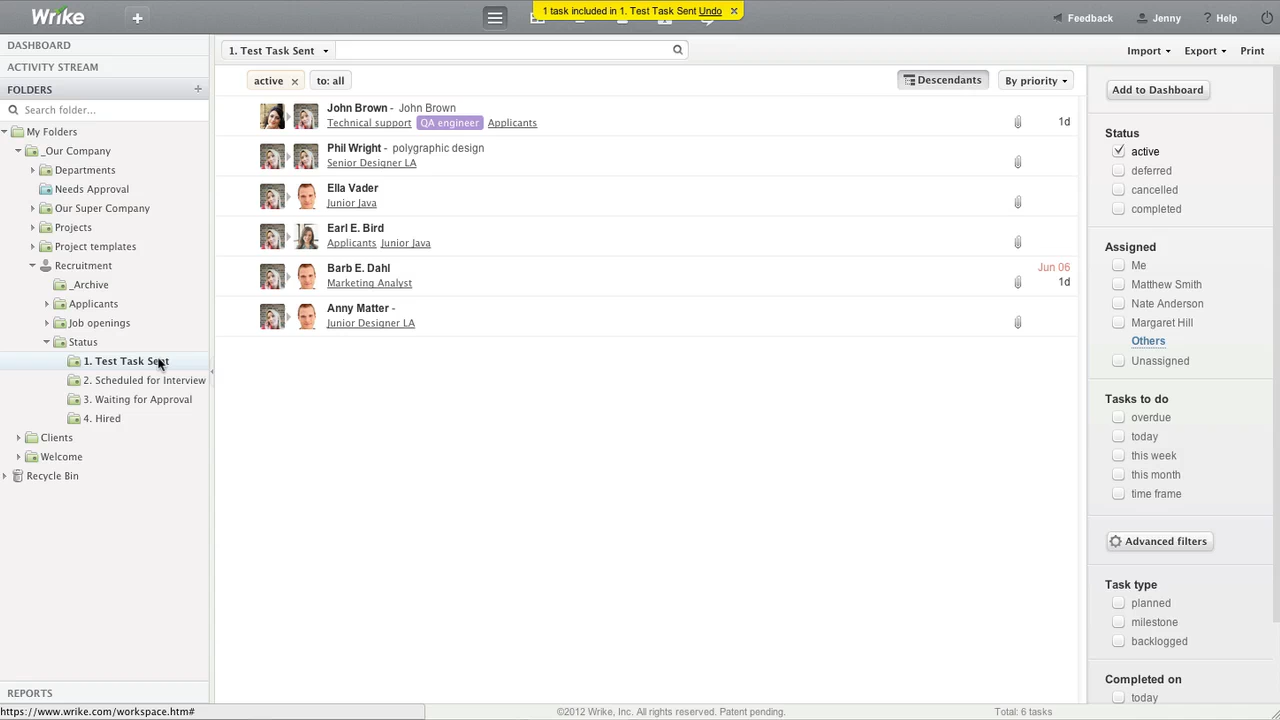 1 task included in 1. Test Task Sent Undo ×
Wrike
+
Feedback
Jenny
? Help
DASHBOARD
ACTIVITY STREAM
FOLDERS +
Search folder...
My Folders
_Our Company
Departments
Needs Approval
Our Super Company
Projects
Project templates
Recruitment
_Archive
Applicants
Job openings
Status
1. Test Task Sent
2. Scheduled for Interview
3. Waiting for Approval
4. Hired
Clients
Welcome
Recycle Bin
REPORTS
https://www.wrike.com/workspace.htm#
1. Test Task Sent
Import
Export
Print
active ×
to: all
Descendants
By priority
John Brown - John Brown
Technical support QA engineer Applicants
1d
Phil Wright - polygraphic design
Senior Designer LA
Ella Vader
Junior Java
Earl E. Bird
Applicants Junior Java
Barb E. Dahl
Jun 06
Marketing Analyst
1d
Anny Matter -
Junior Designer LA
Add to Dashboard
Status
active
deferred
cancelled
completed
Assigned
Me
Matthew Smith
Nate Anderson
Margaret Hill
Others
Unassigned
Tasks to do
overdue
today
this week
this month
time frame
Advanced filters
Task type
planned
milestone
backlogged
Completed on
today
©2012 Wrike, Inc. All rights reserved. Patent pending.
Total: 6 tasks